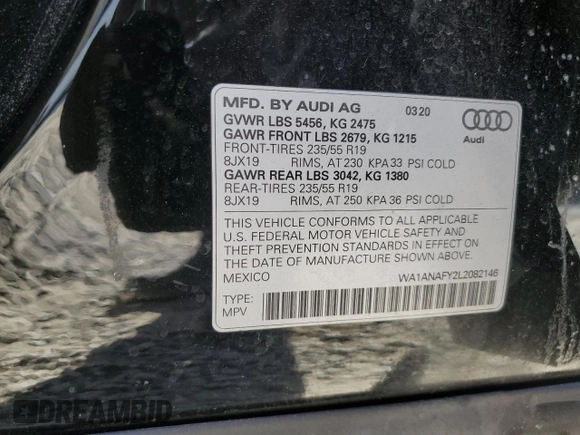 MFD. BY AUDI AG 03 20
GVWR LBS 5456, KG 2475
GAWR FRONT LBS 2679, KG 1215
FRONT-TIRES 235/55 R19
8JX19 RIMS, AT 230 KPA 33 PSI COLD
GAWR REAR LBS 3042, KG 1380
REAR-TIRES 235/55 R19
8JX19 RIMS, AT 250 KPA 36 PSI COLD
Audi
THIS VEHICLE CONFORMS TO ALL APPLICABLE
U.S. FEDERAL MOTOR VEHICLE SAFETY AND
THEFT PREVENTION STANDARDS IN EFFECT ON
THE DATE OF MANUFACTURE SHOWN ABOVE.
MEXICO
WA1ANAFY2L2082146
TYPE:
MPV
DREAMBID